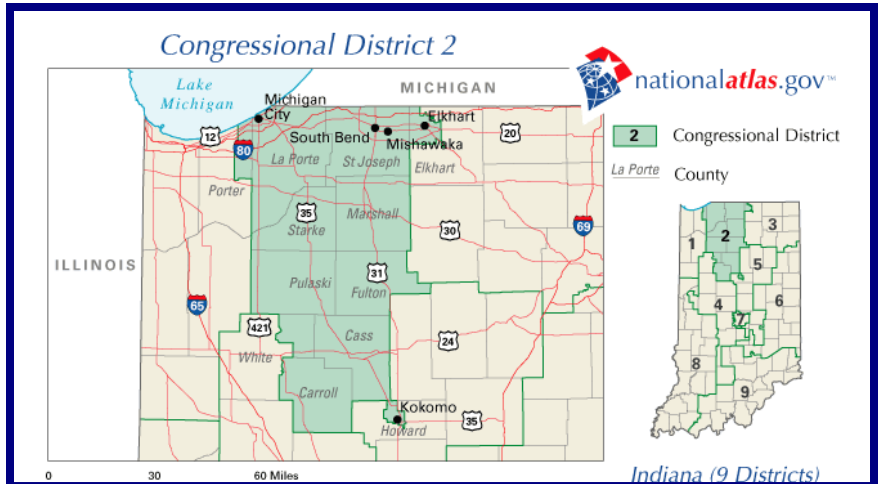 Congressional District 2
nationalatlas.gov™
Lake
Michigan
MICHIGAN
Michigan
City
Elkhart
12
South Bend
20
Mishawaka
80
La Porte
St Joseph
Elkhart
Porter
35
Marshall
Starke
30
69
ILLINOIS
31
Pulaski
Fulton
65
421
Cass
24
White
Carroll
Kokomo
35
Howard
0
30
60 Miles
2 Congressional District
La Porte County
1
2
3
5
4
6
7
8
9
Indiana (9 Districts)